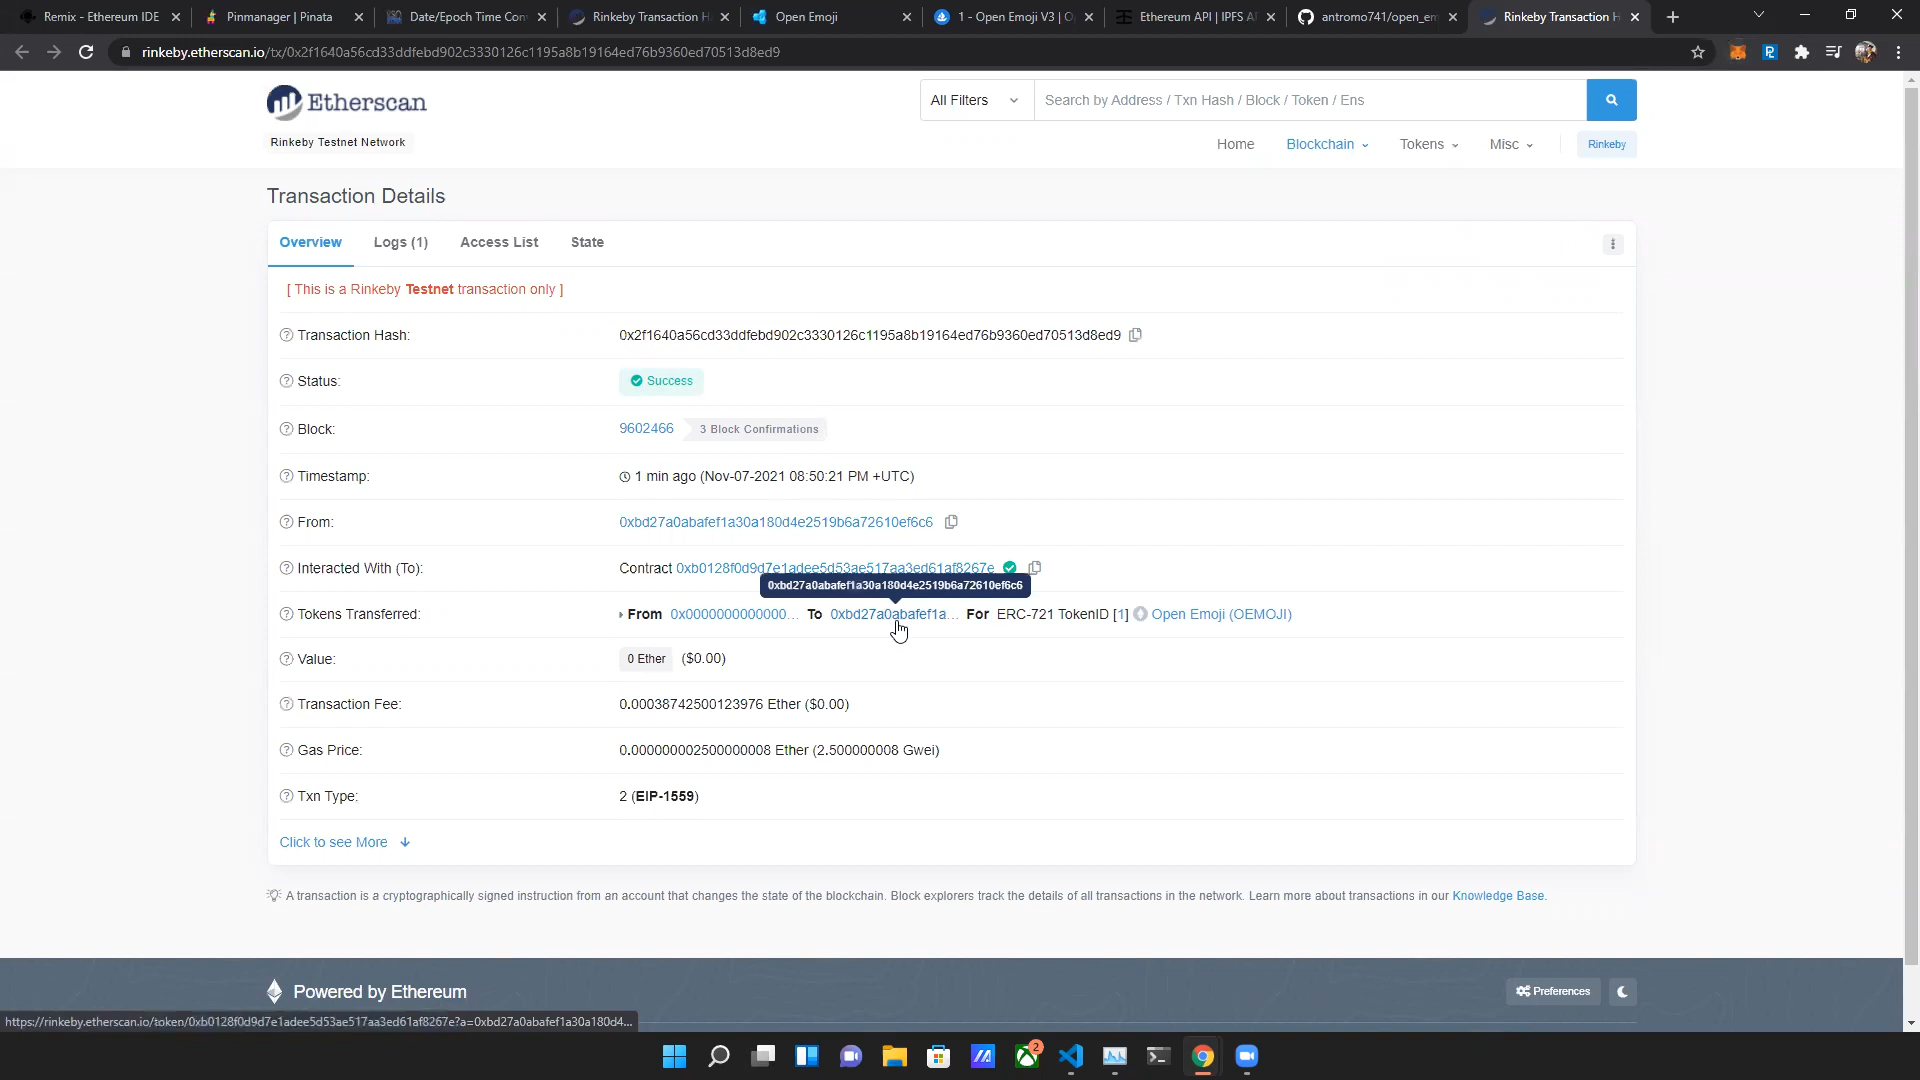 Remix - Ethereum IDE
Pinmanager | Pinata
Date/Epoch Time Con
Rinkeby Transaction H
Open Emoji
1 - Open Emoji V3 | O
Ethereum API | IPFS A
antromo741/open_em
Rinkeby Transaction H
rinkeby.etherscan.io/tx/0x2f1640a56cd33ddfebd902c3330126c1195a8b19164ed76b9360ed70513d8ed9
Etherscan
All Filters
Search by Address / Txn Hash / Block / Token / Ens
Rinkeby Testnet Network
Home
Blockchain
Tokens
Misc
Rinkeby
Transaction Details
Overview
Logs (1)
Access List
State
[ This is a Rinkeby Testnet transaction only ]
Transaction Hash:
0x2f1640a56cd33ddfebd902c3330126c1195a8b19164ed76b9360ed70513d8ed9
Status:
Success
Block:
9602466
3 Block Confirmations
Timestamp:
1 min ago (Nov-07-2021 08:50:21 PM +UTC)
From:
0xbd27a0abafef1a30a180d4e2519b6a72610ef6c6
Interacted With (To):
Contract 0xb0128f0d9d7e1adee5d53ae517aa3ed61af8267e
0xbd27a0abafef1a30a180d4e2519b6a72610ef6c6
Tokens Transferred:
From 0x0000000000000... To 0xbd27a0abafef1a... For ERC-721 TokenID [1] Open Emoji (OEMOJI)
Value:
0 Ether ($0.00)
Transaction Fee:
0.00038742500123976 Ether ($0.00)
Gas Price:
0.000000002500000008 Ether (2.500000008 Gwei)
Txn Type:
2 (EIP-1559)
Click to see More
A transaction is a cryptographically signed instruction from an account that changes the state of the blockchain. Block explorers track the details of all transactions in the network. Learn more about transactions in our Knowledge Base.
Powered by Ethereum
Preferences
https://rinkeby.etherscan.io/token/0xb0128f0d9d7e1adee5d53ae517aa3ed61af8267e?a=0xbd27a0abafef1a30a180d4...
2